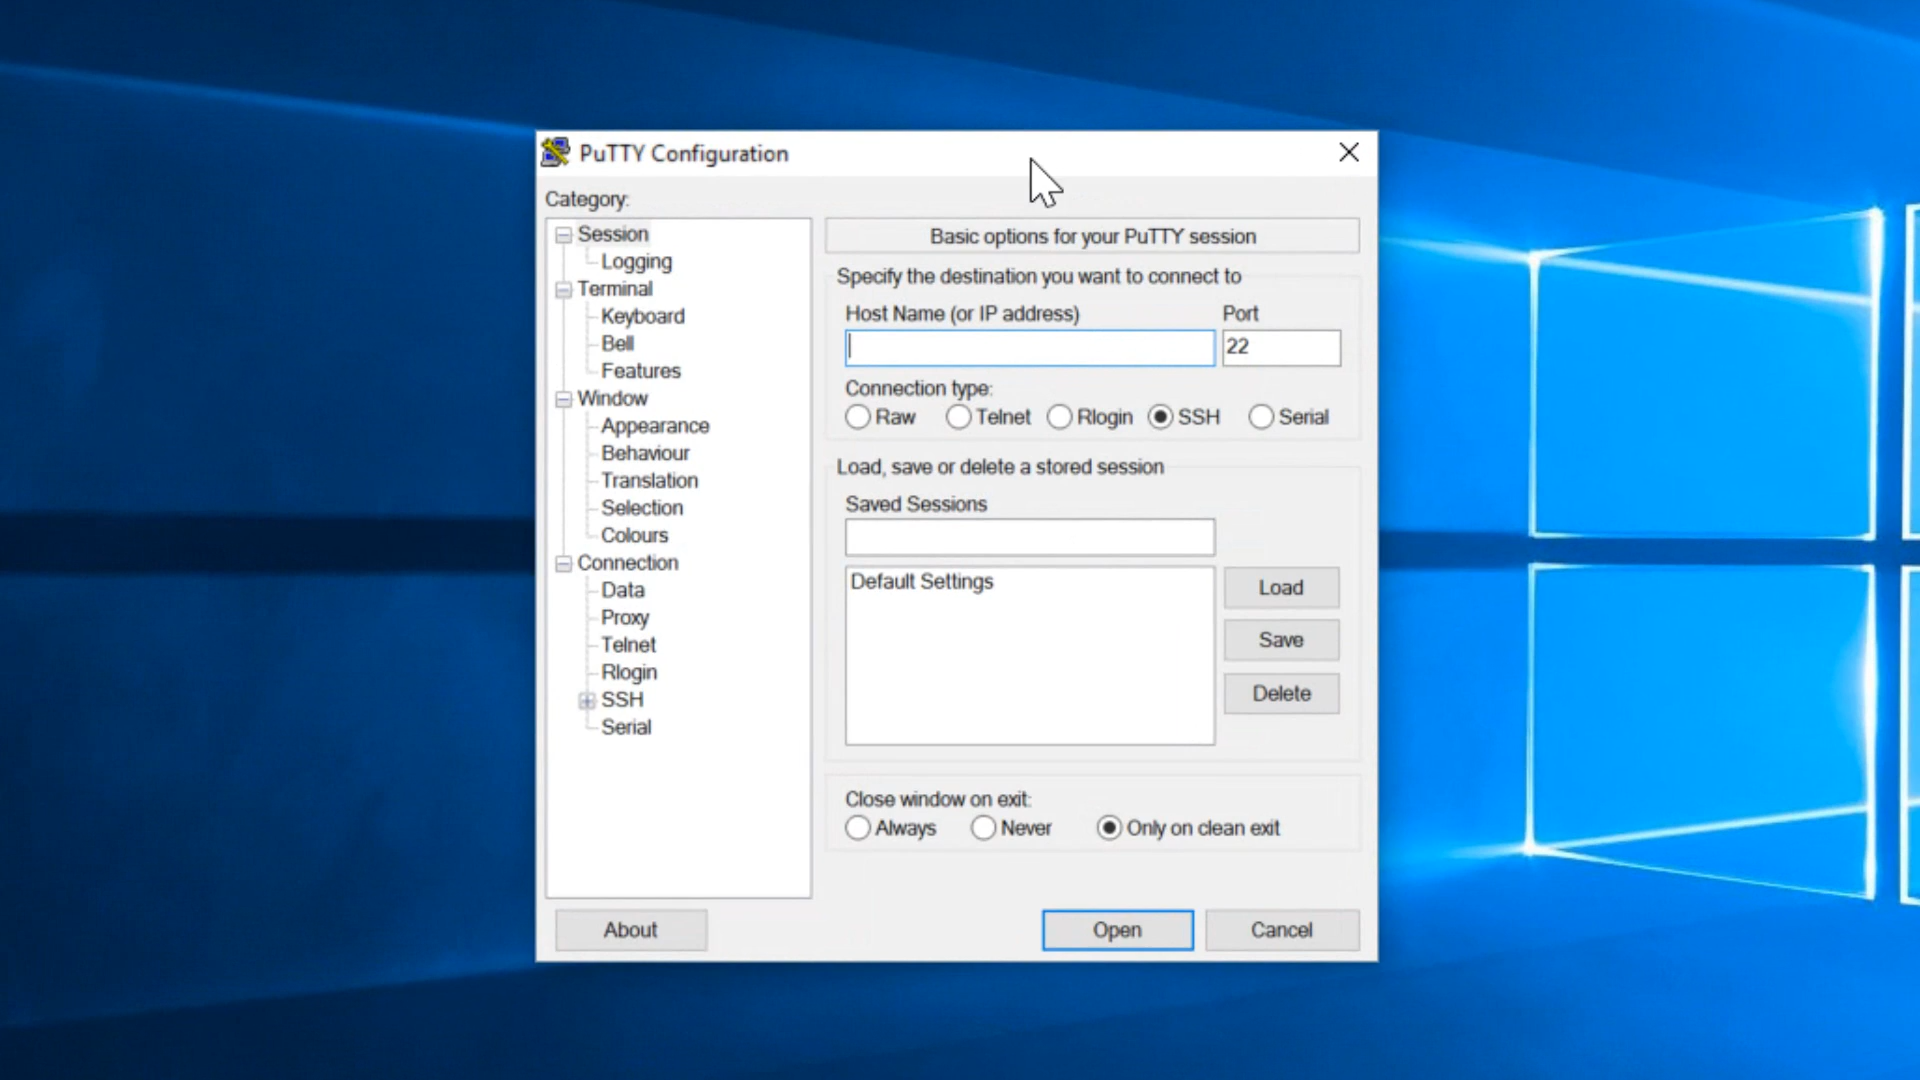 PuTTY Configuration
Category:
Session
Logging
Terminal
Keyboard
Bell
Features
Window
Appearance
Behaviour
Translation
Selection
Colours
Connection
Data
Proxy
Telnet
Rlogin
SSH
Serial
Basic options for your PuTTY session
Specify the destination you want to connect to
Host Name (or IP address) Port
22
Connection type:
Raw Telnet Rlogin SSH Serial
Load, save or delete a stored session
Saved Sessions
Default Settings
Load
Save
Delete
Close window on exit:
Always Never Only on clean exit
About Open Cancel